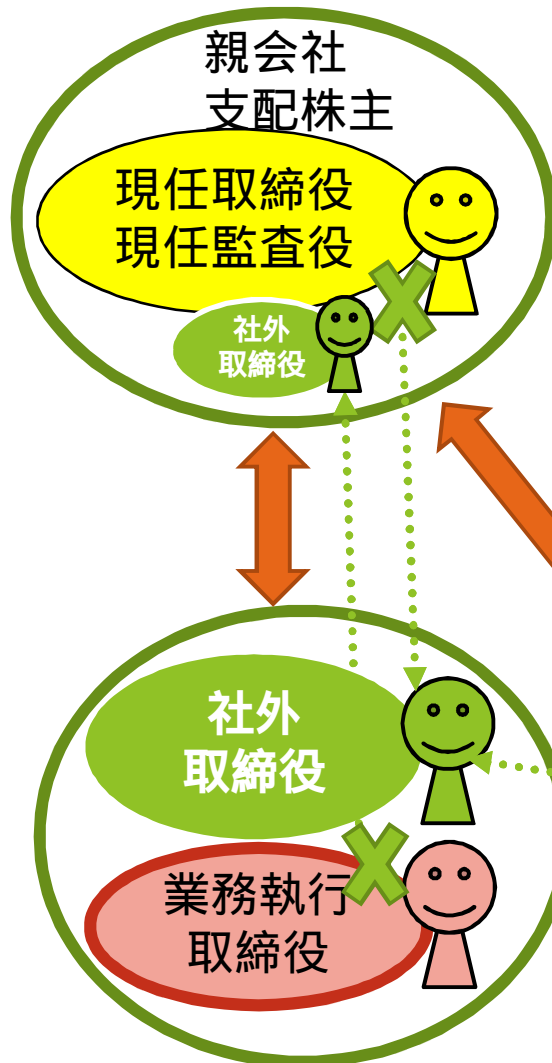 親会社
支配株主
現任取締役
現任監査役
社外
取締役
社外
取締役
業務執行
取締役